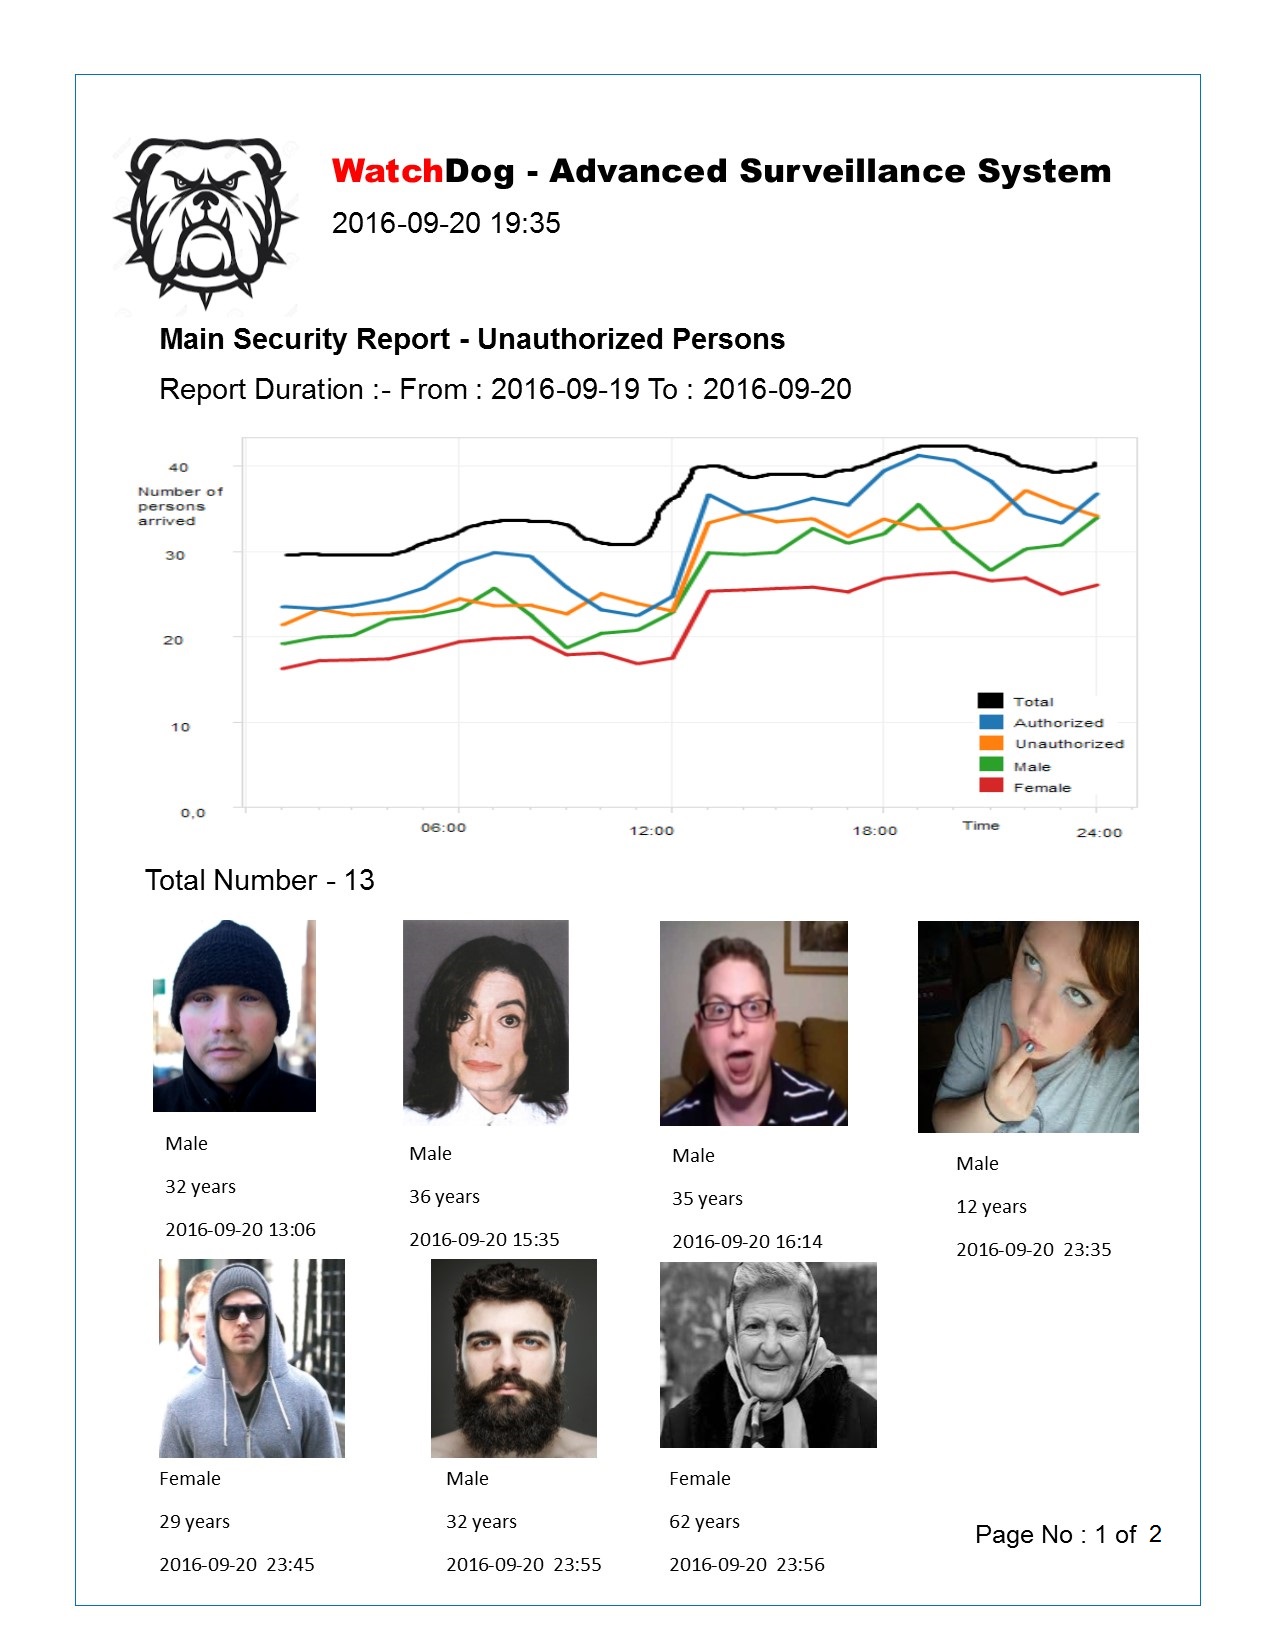 WatchDog - Advanced Surveillance System
2016-09-20 19:35
Main Security Report - Unauthorized Persons
Report Duration :- From : 2016-09-19 To : 2016-09-20
40
Number of
persons
arrived
30
20
10
0,0
06:00
12:00
18:00
Time
24:00
Total
Authorized
Unauthorized
Male
Female
Total Number - 13
Male
32 years
2016-09-20 13:06
Male
36 years
2016-09-20 15:35
Male
35 years
2016-09-20 16:14
Male
12 years
2016-09-20 23:35
Female
29 years
2016-09-20 23:45
Male
32 years
2016-09-20 23:55
Female
62 years
2016-09-20 23:56
Page No : 1 of 2